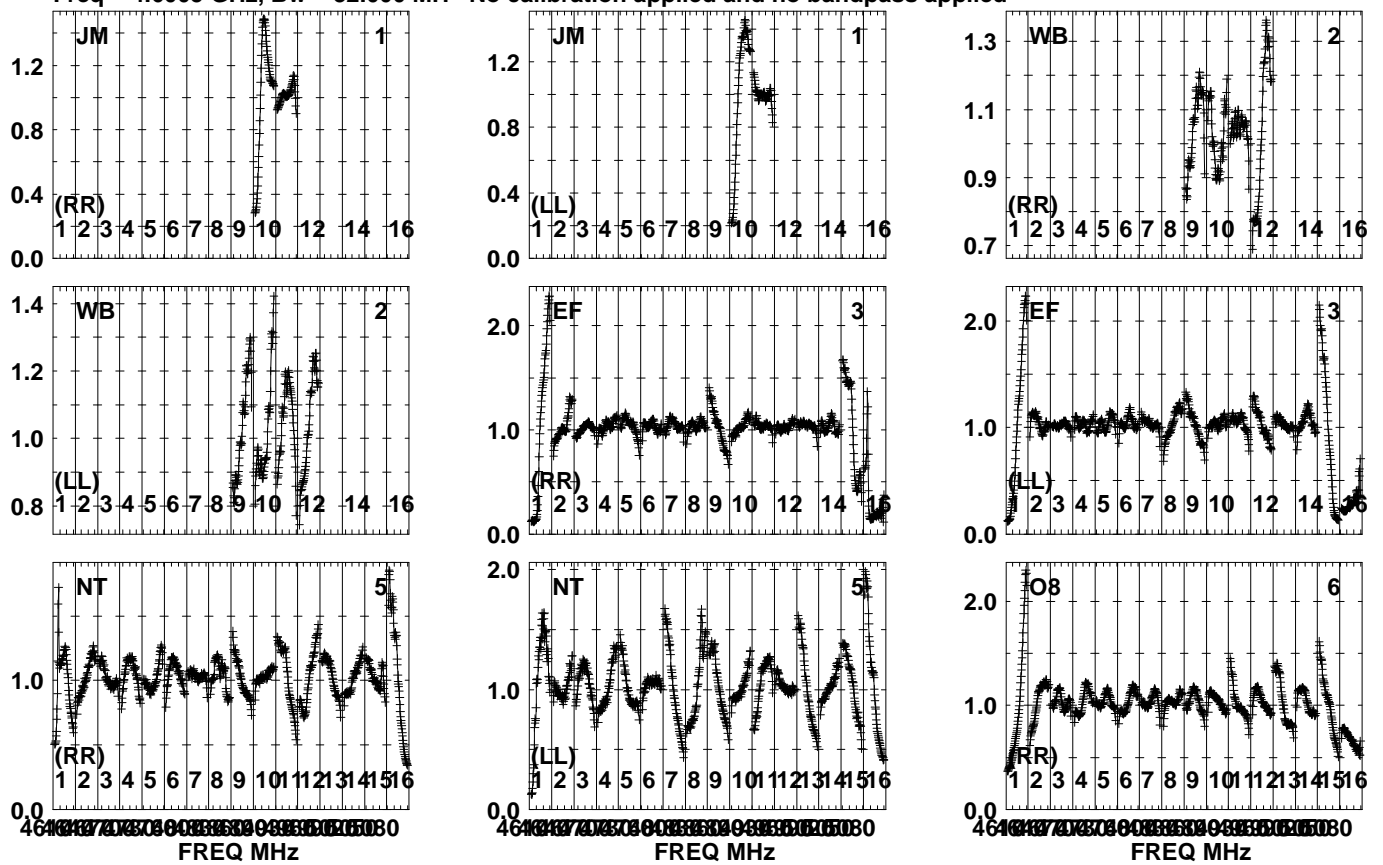 No calibration applied and no bandpass applied
JM 1
1.2
0.8
0.4
0.0
(RR)
1 2 3 4 5 6 7 8 9 10 12 14 16
JM 1
1.6
1.2
0.8
0.4
0.0
(LL)
1 2 3 4 5 6 7 8 9 10 12 14 16
WB 2
1.3
1.1
0.9
0.7
(RR)
1 2 3 4 5 6 7 8 9 10 12 14 16
WB 2
1.4
1.2
1.0
0.8
(LL)
1 2 3 4 5 6 7 8 9 10 12 14 16
EF 3
2.0
1.0
0.0
(RR)
1 2 3 4 5 6 7 8 9 10 12 14 16
EF 3
2.0
1.0
0.0
(LL)
1 2 3 4 5 6 7 8 9 10 12 14 16
NT 5
1.0
0.0
(RR)
1 2 3 4 5 6 7 8 9 10 11 12 13 14 15 16
NT 5
2.0
1.0
0.0
(LL)
1 2 3 4 5 6 7 8 9 10 11 12 13 14 15 16
O8 6
2.0
1.0
0.0
(RR)
1 2 3 4 5 6 7 8 9 10 11 12 13 14 15 16
FREQ MHz
FREQ MHz